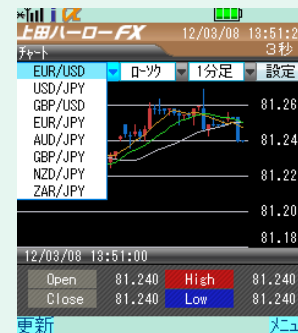 上田ハーローFX 12/03/08 13:51:2
チャート 3秒
EUR/USD ローソク 1分足 設定
USD/JPY
GBP/USD
EUR/JPY
AUD/JPY
GBP/JPY
NZD/JPY
ZAR/JPY
81.26
81.24
81.22
81.20
81.18
12/03/08 13:51:00
Open 81.240 High 81.240
Close 81.240 Low 81.240
更新 メニュ